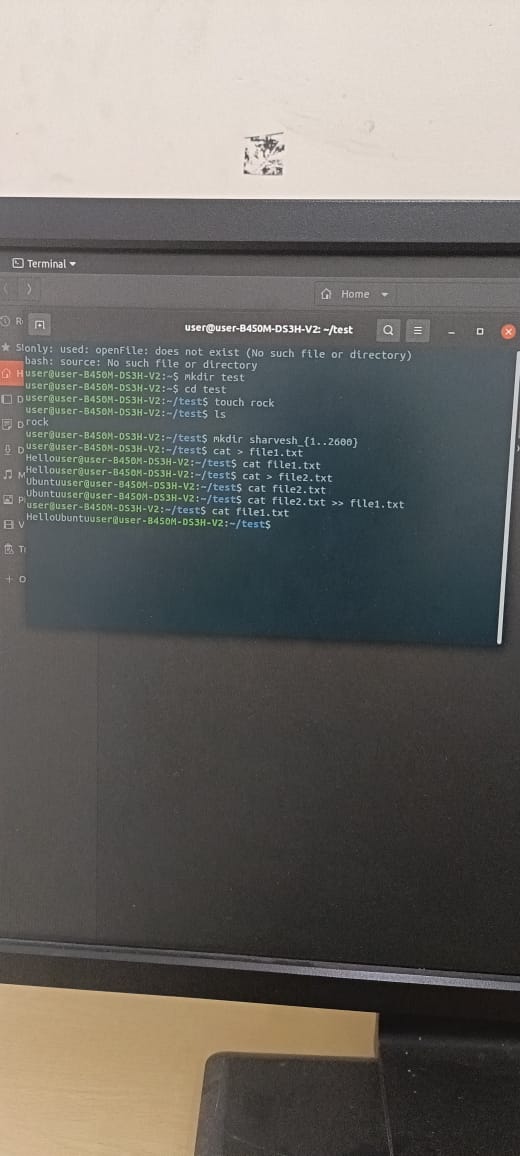 Terminal
Home
user@user-B450M-DS3H-V2: ~/test
only: used: openFile: does not exist (No such file or directory)
bash: source: No such file or directory
user@user-B450M-DS3H-V2:~$ mkdir test
user@user-B450M-DS3H-V2:~$ cd test
user@user-B450M-DS3H-V2:~/test$ touch rock
user@user-B450M-DS3H-V2:~/test$ ls
rock
user@user-B450M-DS3H-V2:~/test$ mkdir sharvesh_{1..2600}
user@user-B450M-DS3H-V2:~/test$ cat > file1.txt
Hellouser@user-B450M-DS3H-V2:~/test$ cat file1.txt
Hellouser@user-B450M-DS3H-V2:~/test$ cat > file2.txt
Ubuntuuser@user-B450M-DS3H-V2:~/test$ cat file2.txt
Ubuntuuser@user-B450M-DS3H-V2:~/test$ cat file2.txt >> file1.txt
user@user-B450M-DS3H-V2:~/test$ cat file1.txt
HelloUbuntuuser@user-B450M-DS3H-V2:~/test$